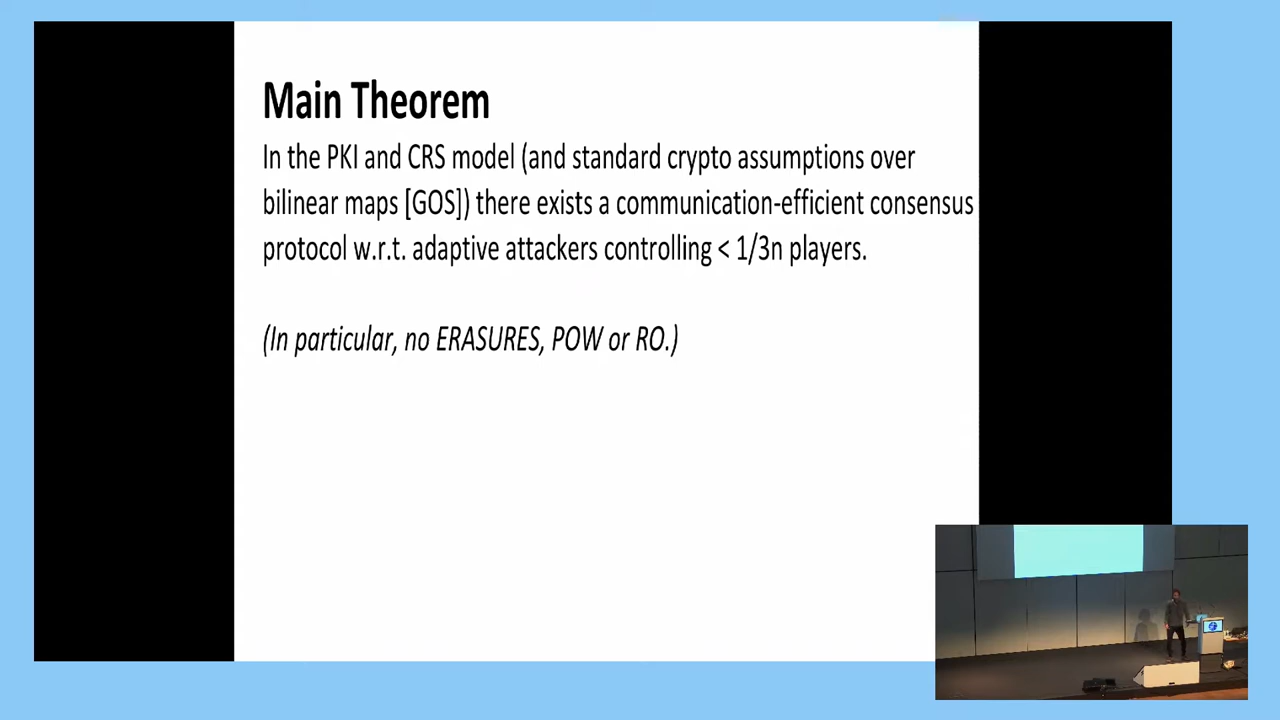 Main Theorem
In the PKI and CRS model (and standard crypto assumptions over
bilinear maps [GOS]) there exists a communication-efficient consensus
protocol w.r.t. adaptive attackers controlling < 1/3n players.
(In particular, no ERASURES, POW or RO.)